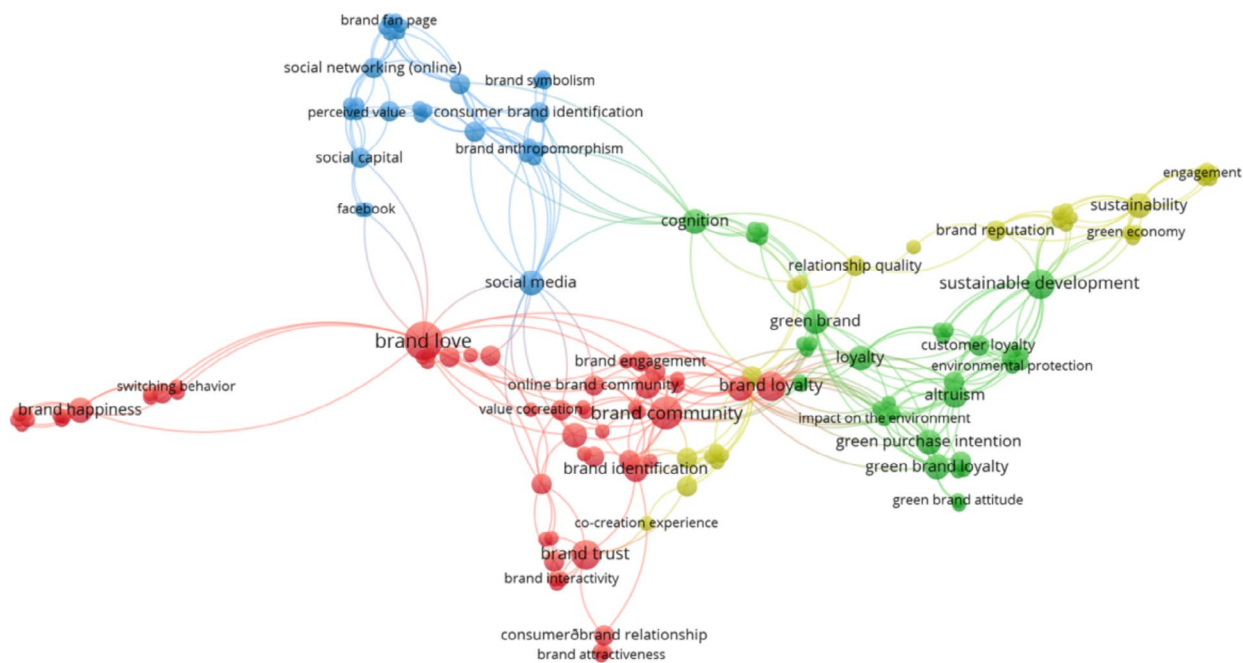 brand fan page
social networking (online)
brand symbolism
perceived value
consumer brand identification
brand anthropomorphism
social capital
engagement
sustainability
facebook
cognition
brand reputation
green economy
relationship quality
social media
sustainable development
green brand
brand love
customer loyalty
loyalty
brand engagement
environmental protection
switching behavior
online brand community
brand loyalty
altruism
brand happiness
value cocreation
brand community
impact on the environment
green purchase intention
brand identification
green brand loyalty
green brand attitude
co-creation experience
brand trust
brand interactivity
consumerðbrand relationship
brand attractiveness